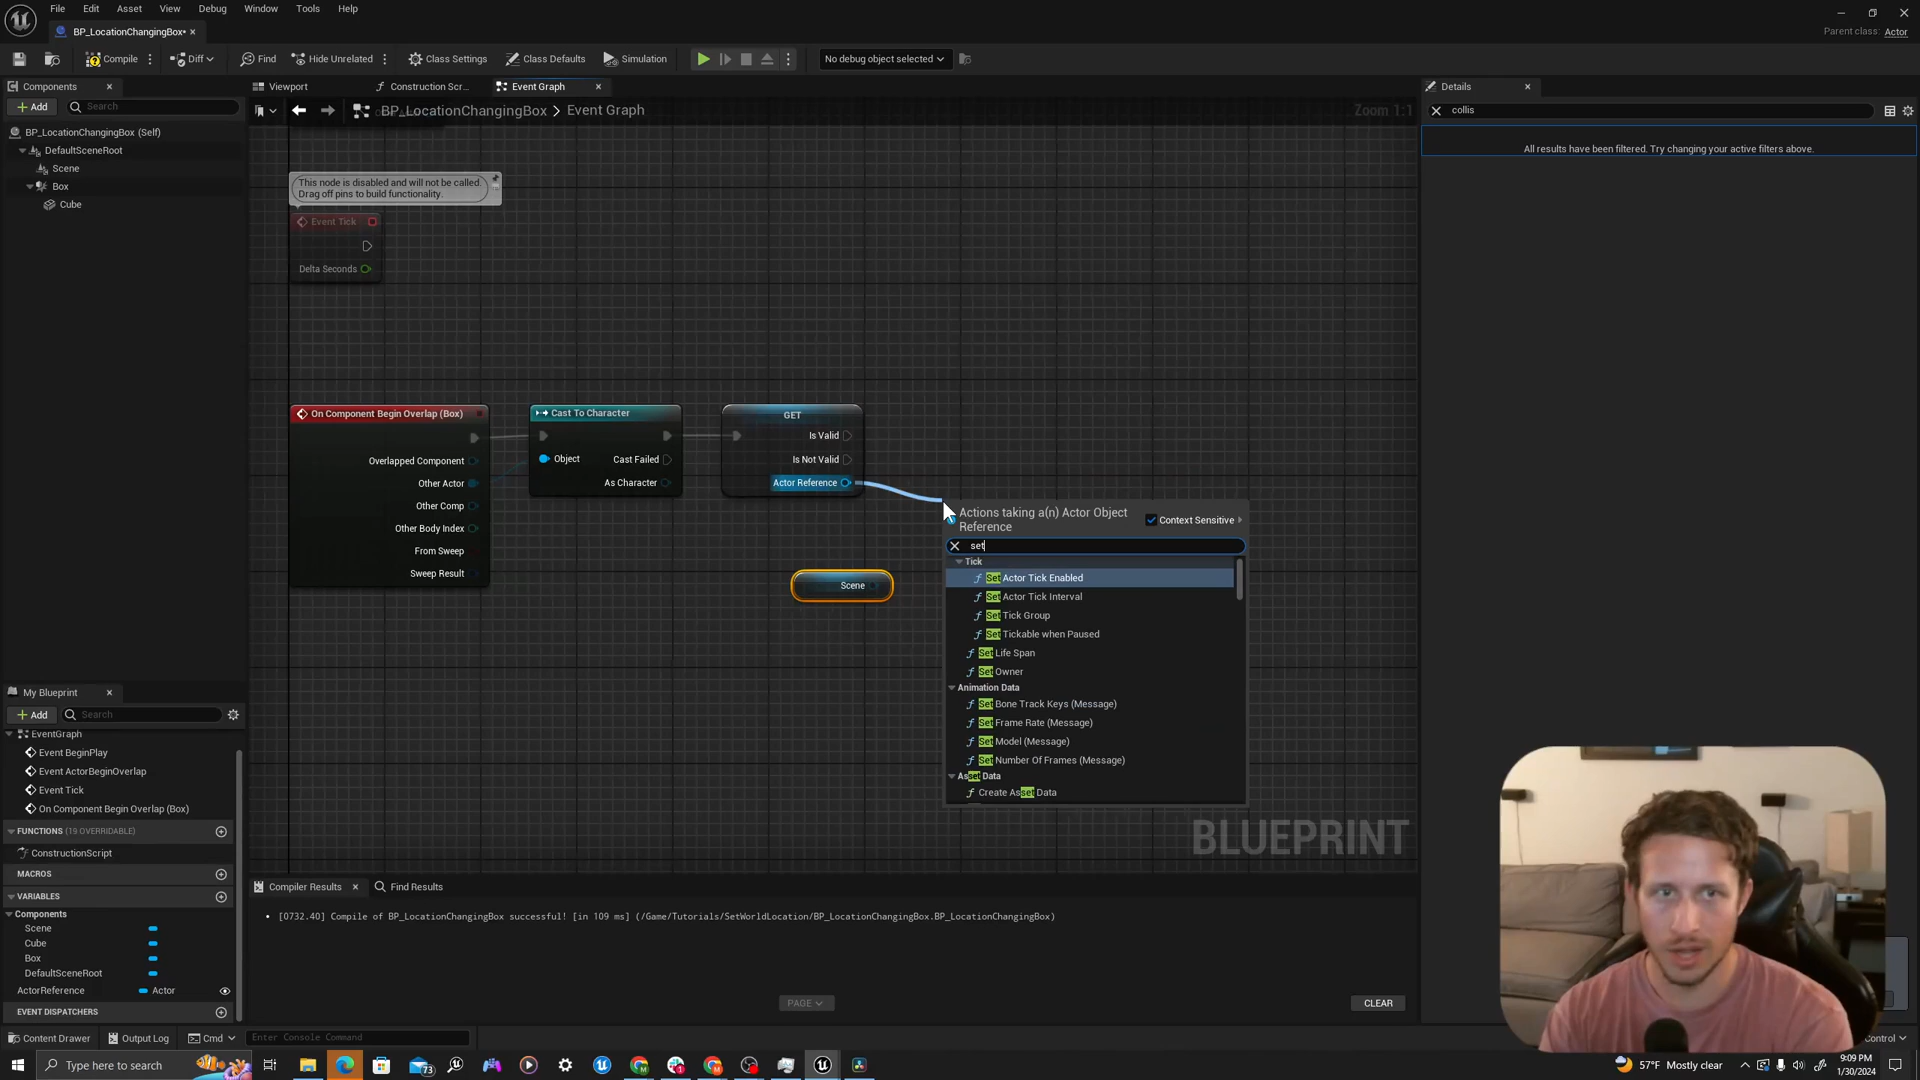 File Edit Asset View Debug Window Tools Help
BP_LocationChangingBox*
Parent class: Actor
Compile Diff Find Hide Unrelated Class Settings Class Defaults Simulation No debug object selected
Components
Viewport Construction Scr... Event Graph
Details
Add Search
BP_LocationChangingBox > Event Graph
Zoom 1:1
collis
BP_LocationChangingBox (Self)
DefaultSceneRoot
Scene
Box
Cube
All results have been filtered. Try changing your active filters above.
This node is disabled and will not be called.
Drag off pins to build functionality.
Event Tick
Delta Seconds
On Component Begin Overlap (Box)
Overlapped Component
Other Actor
Other Comp
Other Body Index
From Sweep
Sweep Result
Cast To Character
Object Cast Failed
As Character
GET
Is Valid
Is Not Valid
Actor Reference
Scene
Actions taking a(n) Actor Object
Reference
Context Sensitive
set
Tick
Set Actor Tick Enabled
Set Actor Tick Interval
Set Tick Group
Set Tickable when Paused
Set Life Span
Set Owner
Animation Data
Set Bone Track Keys (Message)
Set Frame Rate (Message)
Set Model (Message)
Set Number Of Frames (Message)
Asset Data
Create Asset Data
BLUEPRINT
My Blueprint
Add Search
EventGraph
Event BeginPlay
Event ActorBeginOverlap
Event Tick
On Component Begin Overlap (Box)
FUNCTIONS (19 OVERRIDABLE)
ConstructionScript
MACROS
VARIABLES
Components
Scene
Cube
Box
DefaultSceneRoot
ActorReference Actor
EVENT DISPATCHERS
Compiler Results Find Results
[0732.40] Compile of BP_LocationChangingBox successful! [in 109 ms] (/Game/Tutorials/SetWorldLocation/BP_LocationChangingBox.BP_LocationChangingBox)
PAGE
CLEAR
Content Drawer Output Log Cmd Enter Console Command
Control
Type here to search
73
57°F Mostly clear
9:09 PM
1/30/2024